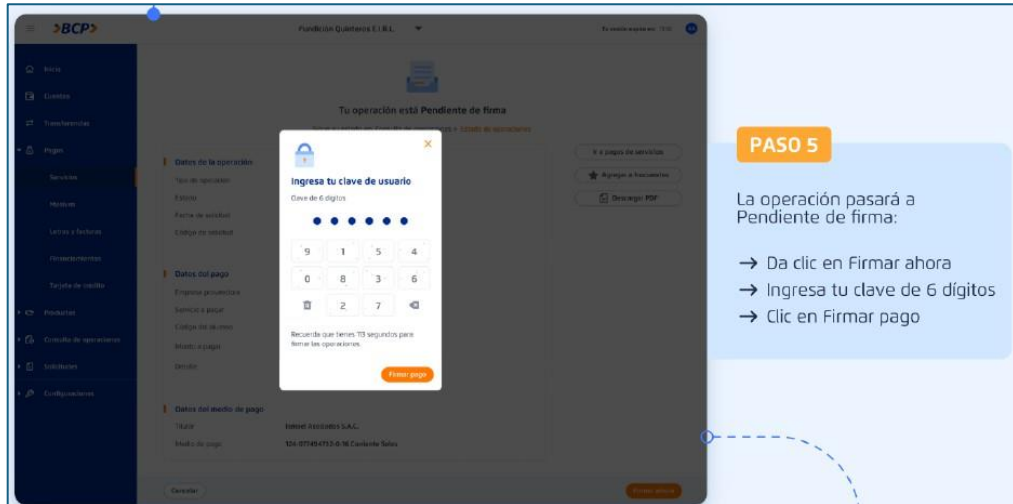 >BCP>
Fundición Quinteros E.I.R.L.
Inicio
Cuentas
Transferencias
Pagos
Servicios
Letras y facturas
Financiamientos
Tarjeta de crédito
Productos
Consulta de operaciones
Solicitudes
Configuraciones
Tu operación está Pendiente de firma
Estado de operaciones
Datos de la operación
Tipo de operación
Estado
Fecha de solicitud
Código de solicitud
Datos del pago
Empresa proveedora
Servicio a pagar
Código del alumno
Monto a pagar
Datos del medio de pago
Titular
Medio de pago
Ir a pagos de servicios
Agregar a frecuentes
Descargar PDF
Cancelar
Firmar ahora
Ingresa tu clave de usuario
Clave de 6 dígitos
9 1 5 4
0 8 3 6
2 7
Recuerda que tienes 113 segundos para
firmar las operaciones.
Firmar pago
PASO 5
La operación pasará a
Pendiente de firma:
→ Da clic en Firmar ahora
→ Ingresa tu clave de 6 dígitos
→ Clic en Firmar pago